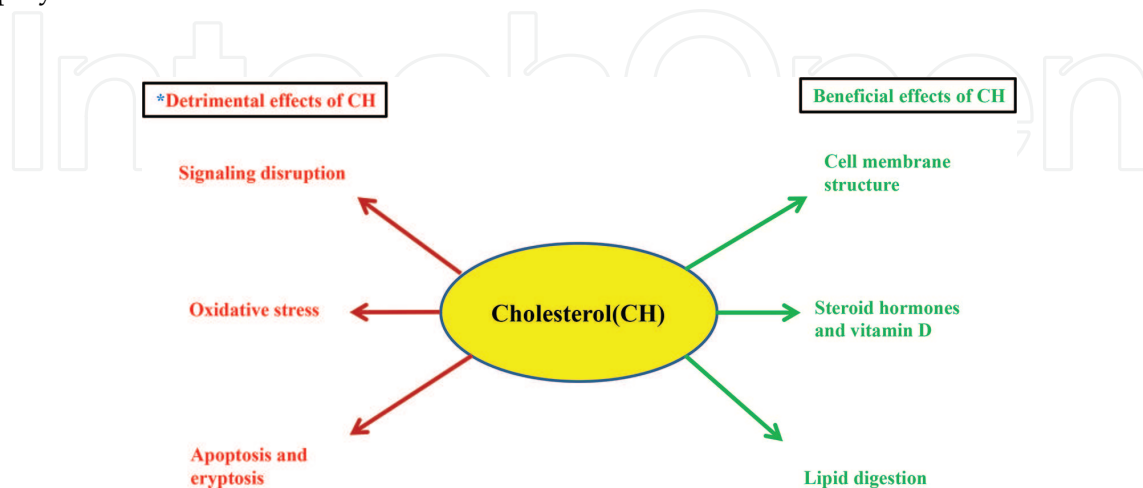 IntechOpen
*Detrimental effects of CH
Beneficial effects of CH
Signaling disruption
Cell membrane
structure
Oxidative stress
Cholesterol(CH)
Steroid hormones
and vitamin D
Apoptosis and
eryptosis
Lipid digestion